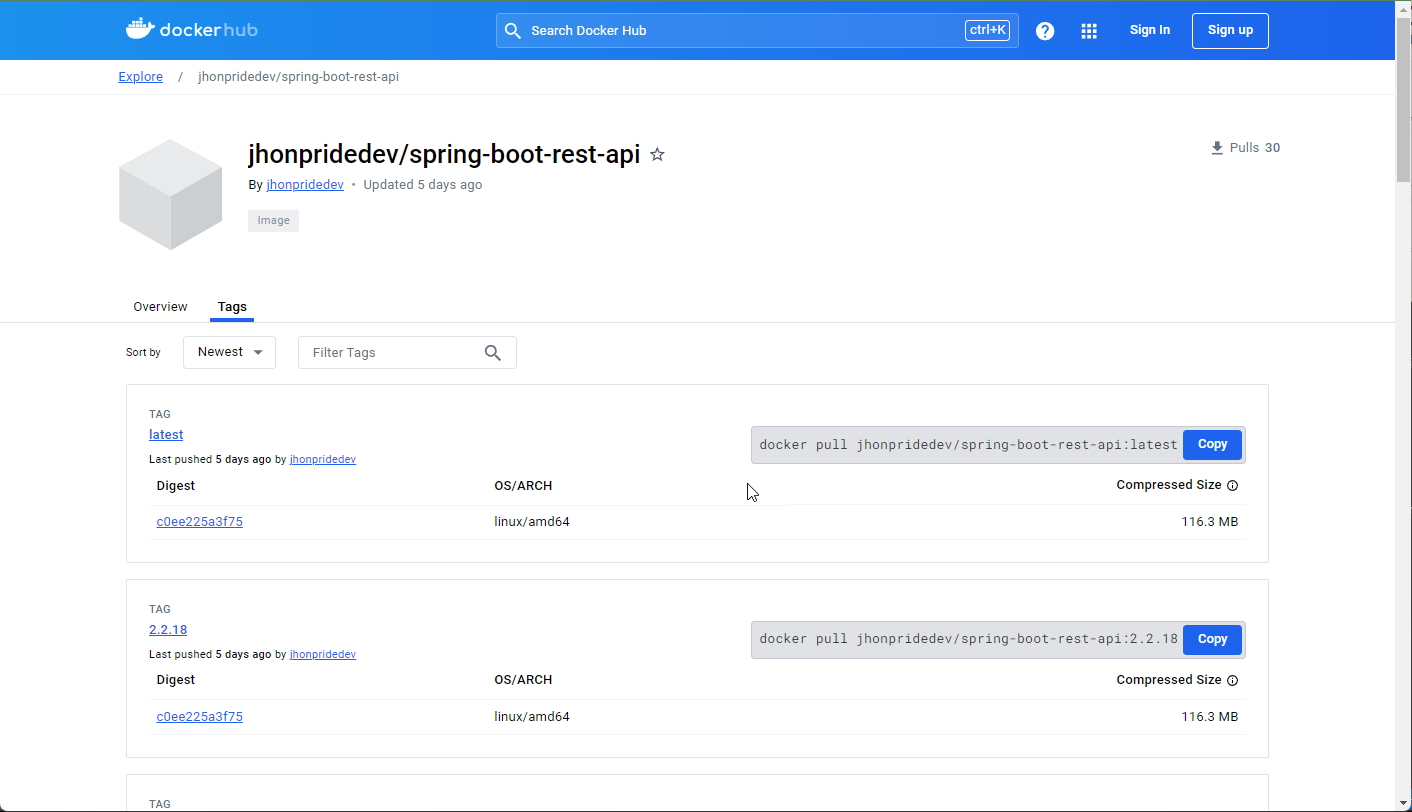 dockerhub
Search Docker Hub
ctrl+K
?
Sign In
Sign up
Explore / jhonpridedev/spring-boot-rest-api
jhonpridedev/spring-boot-rest-api
Pulls 30
By jhonpridedev • Updated 5 days ago
Image
Overview
Tags
Sort by
Newest
Filter Tags
TAG
latest
docker pull jhonpridedev/spring-boot-rest-api:latest
Copy
Last pushed 5 days ago by jhonpridedev
Digest OS/ARCH Compressed Size
c0ee225a3f75 linux/amd64 116.3 MB
TAG
2.2.18
docker pull jhonpridedev/spring-boot-rest-api:2.2.18
Copy
Last pushed 5 days ago by jhonpridedev
Digest OS/ARCH Compressed Size
c0ee225a3f75 linux/amd64 116.3 MB
TAG